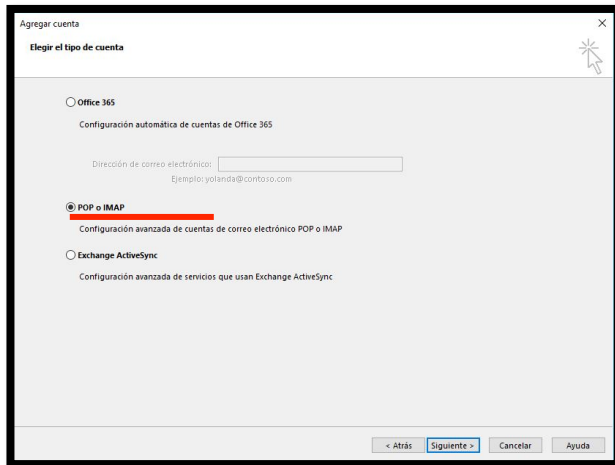 Agregar cuenta
Elegir el tipo de cuenta
Office 365
Configuración automática de cuentas de Office 365
Dirección de correo electrónico:
Ejemplo: yolanda@contoso.com
POP o IMAP
Configuración avanzada de cuentas de correo electrónico POP o IMAP
Exchange ActiveSync
Configuración avanzada de servicios que usan Exchange ActiveSync
< Atrás Siguiente > Cancelar Ayuda